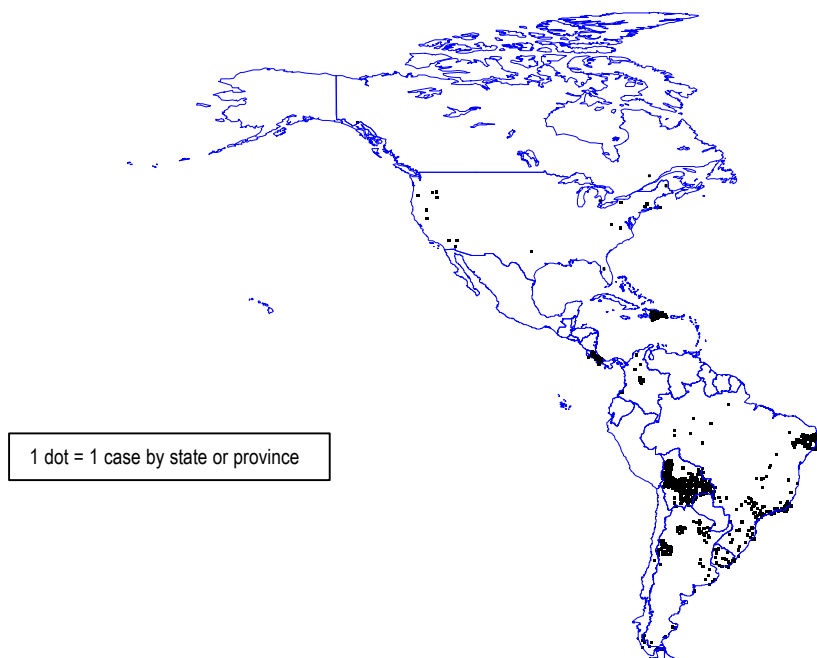 1 dot = 1 case by state or province